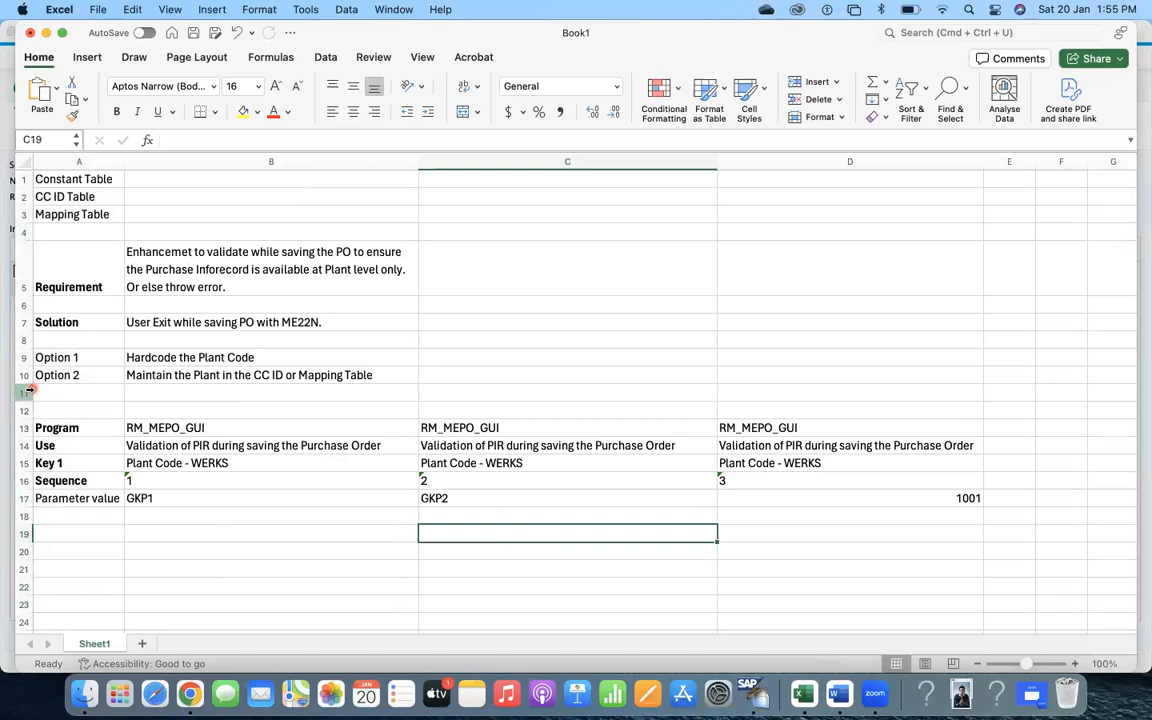 Excel File Edit View Insert Format Tools Data Window Help Sat 20 Jan 1:55 PM
AutoSave Book1 Search (Cmd + Ctrl + U)
Home Insert Draw Page Layout Formulas Data Review View Acrobat Comments Share
Paste Aptos Narrow (Bod... 16 General Conditional Formatting Format as Table Cell Styles Insert Delete Format Sort & Filter Find & Select Analyse Data Create PDF and share link
C19 fx
A B C D E F G
1 Constant Table
2 CC ID Table
3 Mapping Table
4
Enhancemet to validate while saving the PO to ensure
the Purchase Inforecord is available at Plant level only.
5 Requirement Or else throw error.
6
7 Solution User Exit while saving PO with ME22N.
8
9 Option 1 Hardcode the Plant Code
10 Option 2 Maintain the Plant in the CC ID or Mapping Table
11
12
13 Program RM_MEPO_GUI RM_MEPO_GUI RM_MEPO_GUI
14 Use Validation of PIR during saving the Purchase Order Validation of PIR during saving the Purchase Order Validation of PIR during saving the Purchase Order
15 Key 1 Plant Code - WERKS Plant Code - WERKS Plant Code - WERKS
16 Sequence 1 2 3
17 Parameter value GKP1 GKP2 1001
18
19
20
21
22
23
24
Sheet1
Ready Accessibility: Good to go 100%
JAN
20
tv
1
SAP
zoom